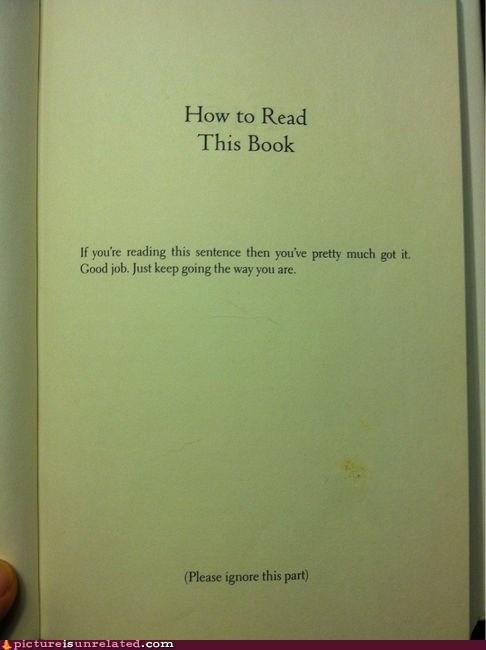 How to Read
This Book
If you're reading this sentence then you've pretty much got it.
Good job. Just keep going the way you are.
(Please ignore this part)
pictureisunrelated.com